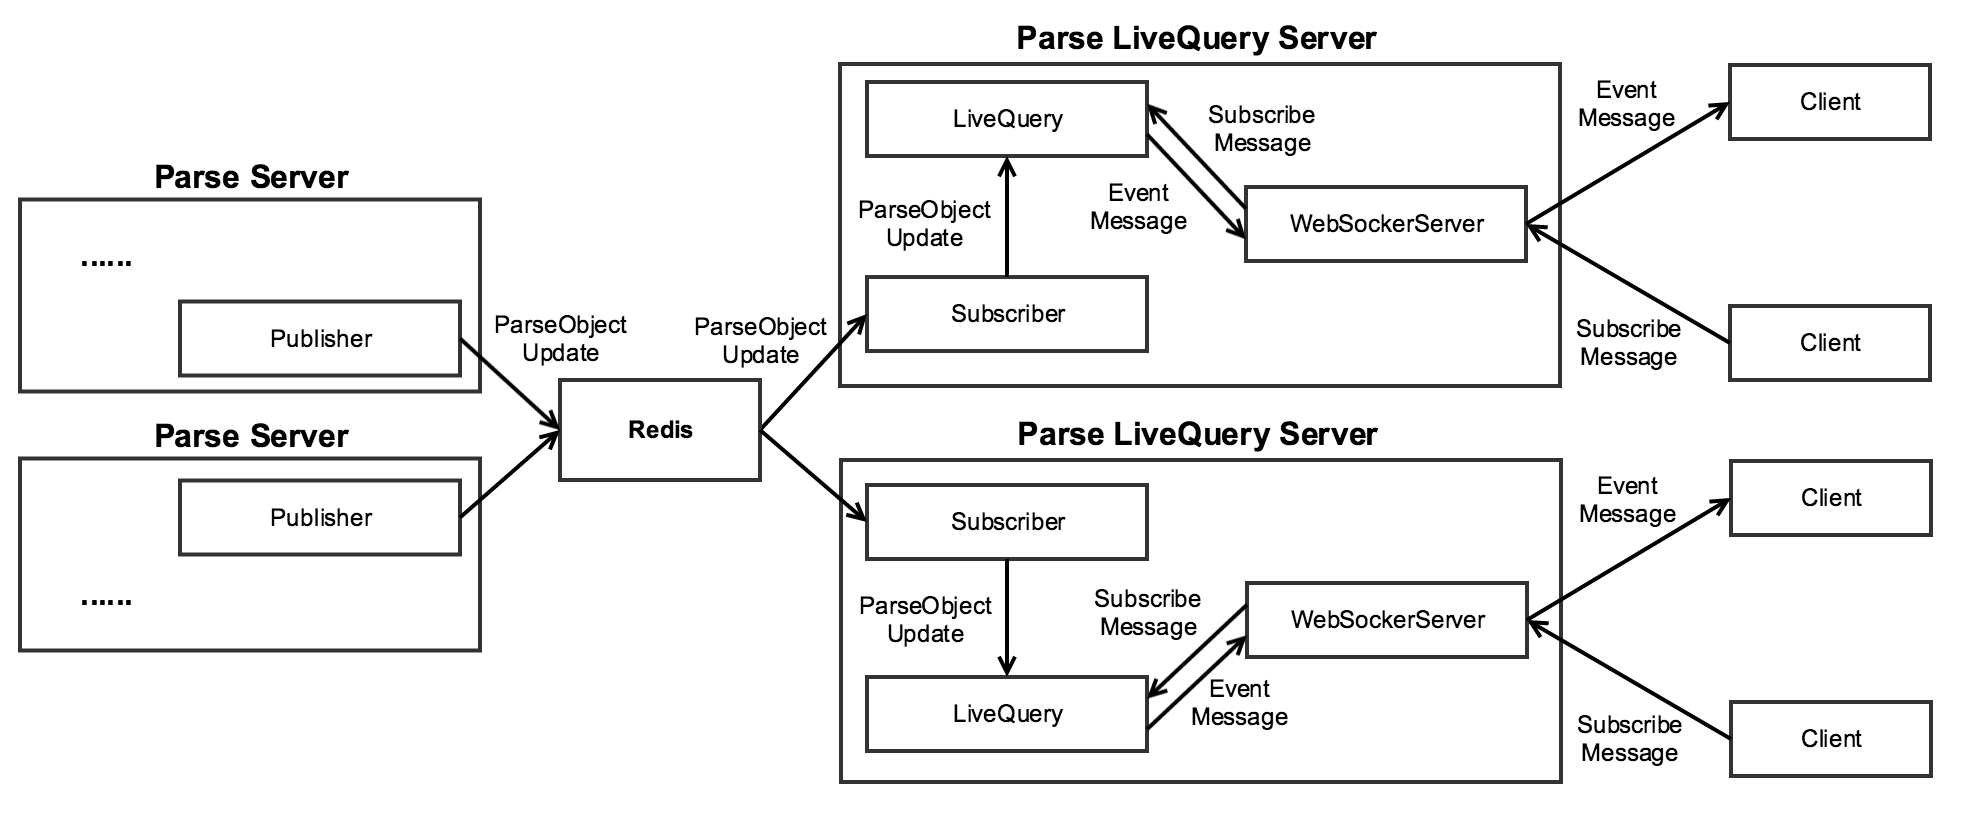 Parse LiveQuery Server
LiveQuery
Subscribe
Message
Event
Message
Client
Parse Server
......
ParseObject
Update
Event
Message
WebSockerServer
Publisher
ParseObject
Update
ParseObject
Update
Subscriber
Subscribe
Message
Client
Redis
Parse Server
Publisher
......
Parse LiveQuery Server
Subscriber
Event
Message
Client
ParseObject
Update
Subscribe
Message
WebSockerServer
LiveQuery
Event
Message
Subscribe
Message
Client